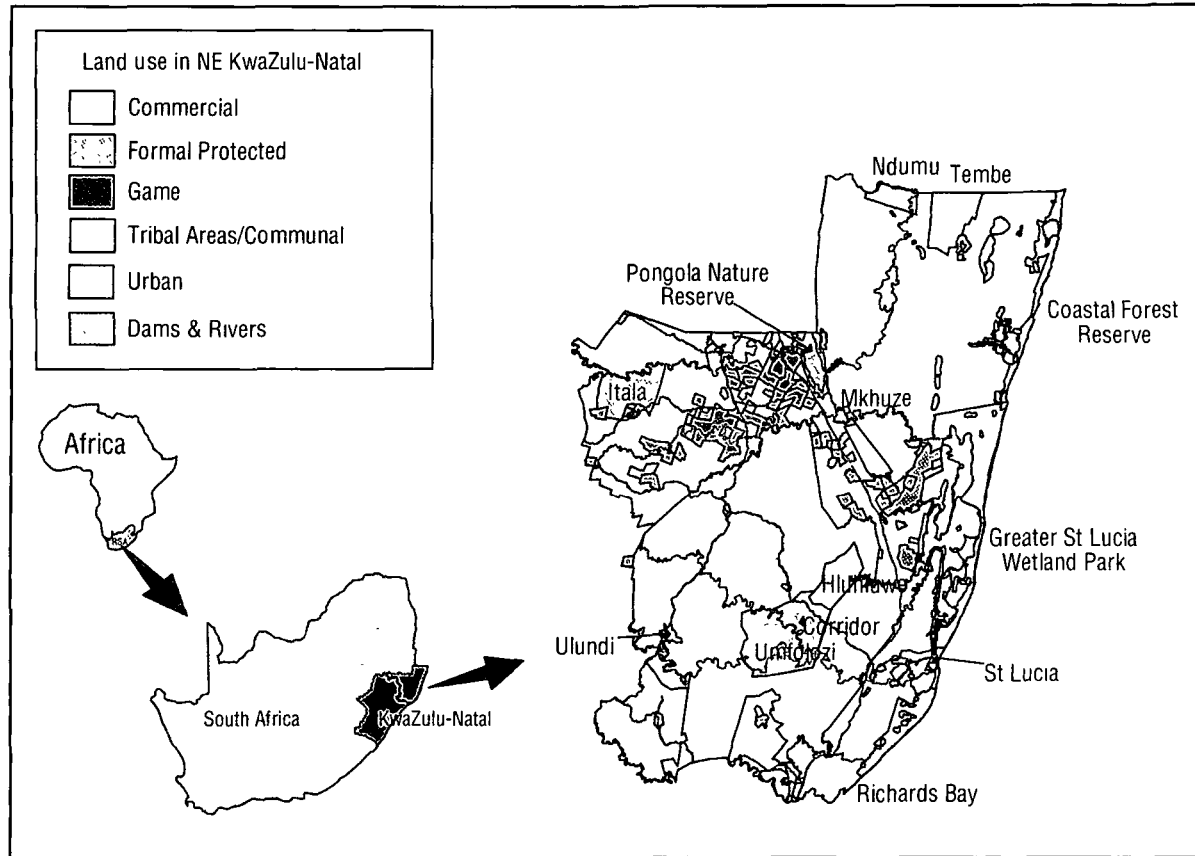 Land use in NE KwaZulu-Natal
Commercial
Formal Protected
Game
Tribal Areas/Communal
Urban
Dams & Rivers
Ndumu
Tembe
Pongola Nature
Reserve
Coastal Forest
Reserve
Itala
Mkhuze
Africa
RSA
Greater St Lucia
Wetland Park
Hluhluwe
Corridor
Ulundi
Umfolozi
St Lucia
South Africa
KwaZulu-Natal
Richards Bay